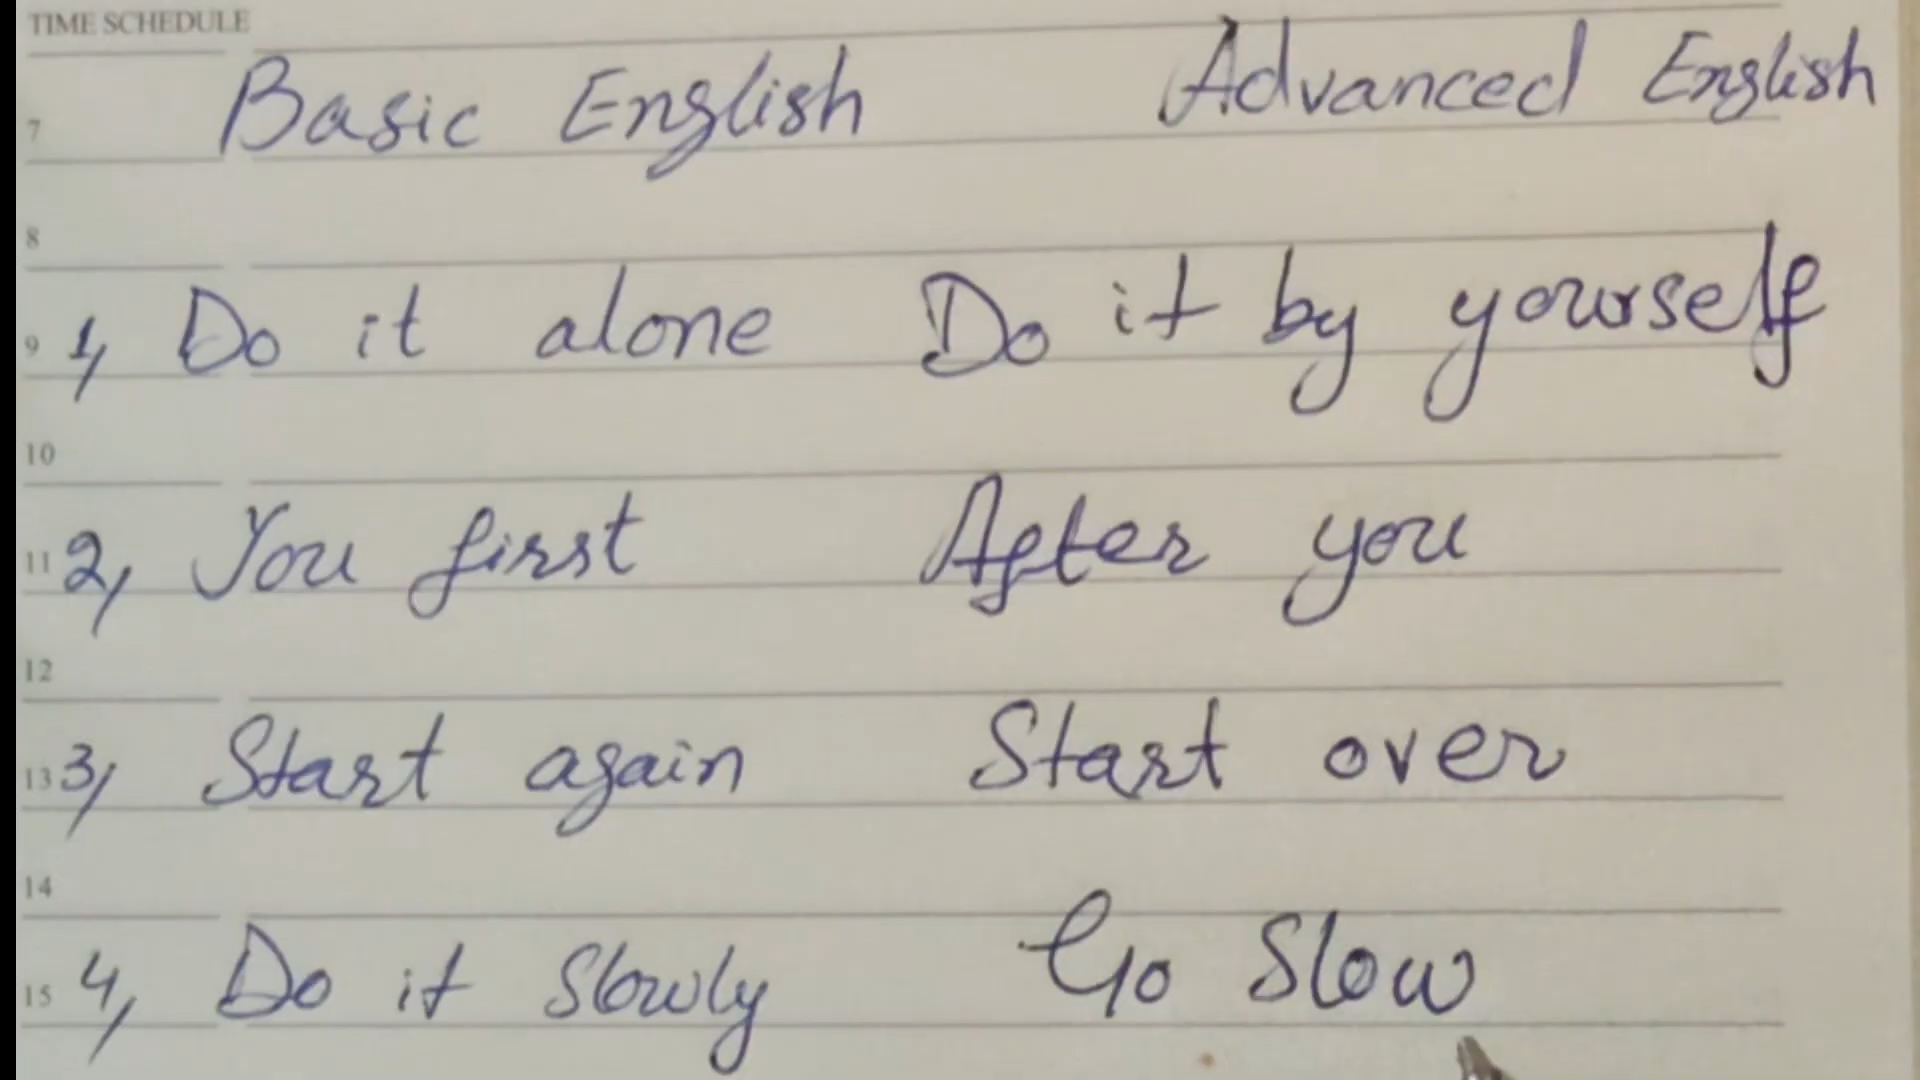 TIME SCHEDULE
Basic English Advanced English
7
8
9 1, Do it alone Do it by yourself
10
11 2, You first After you
12
13 3, Start again Start over
14
15 4, Do it Slowly Go Slow